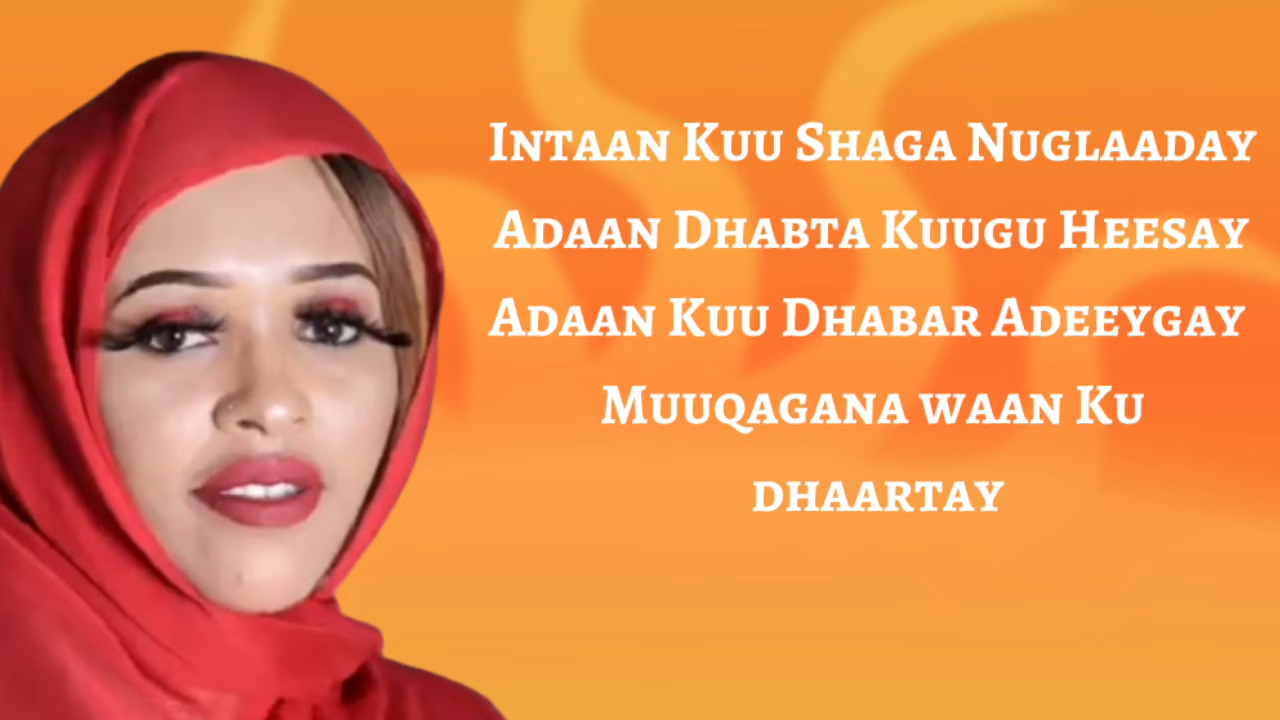 Intaan Kuu Shaga Nuglaaday
Adaan Dhabta Kuugu Heesay
Adaan Kuu Dhabar Adeeygay
Muuqagana waan Ku
dhaartay